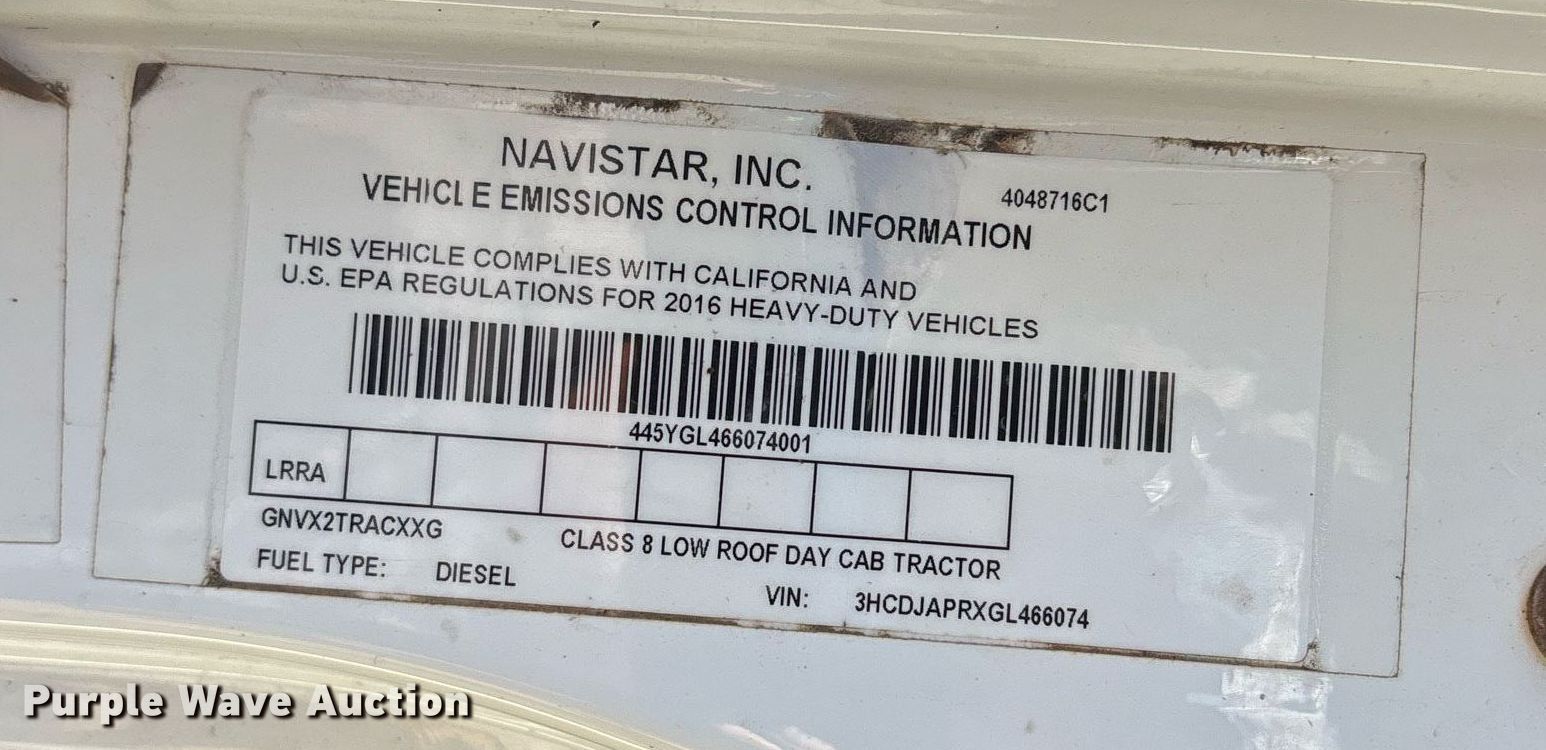 NAVISTAR, INC.
4048716C1
VEHICLE EMISSIONS CONTROL INFORMATION
THIS VEHICLE COMPLIES WITH CALIFORNIA AND
U.S. EPA REGULATIONS FOR 2016 HEAVY-DUTY VEHICLES
445YGL466074001
LRRA
GNVX2TRACXXG
CLASS 8 LOW ROOF DAY CAB TRACTOR
FUEL TYPE: DIESEL
VIN: 3HCDJAPRXGL466074
Purple Wave Auction